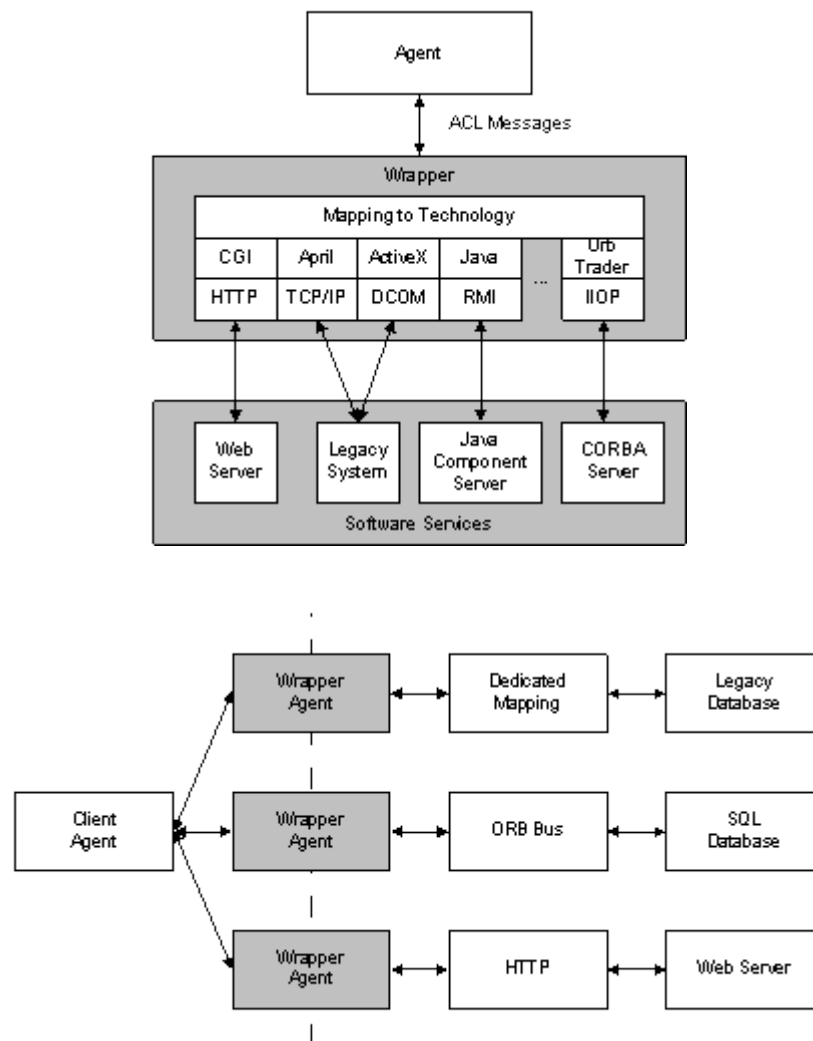 Agent
ACL Messages
Wrapper
Mapping to Technology
CGI April ActiveX Java Orb
Trader
HTTP TCP/IP DCOM RMI ... IIOP
Web
Server
Legacy
System
Java
Component
Server
CORBA
Server
Software Services
Wrapper
Agent
Dedicated
Mapping
Legacy
Database
Client
Agent
Wrapper
Agent
ORB Bus
SQL
Database
Wrapper
Agent
HTTP
Web Server